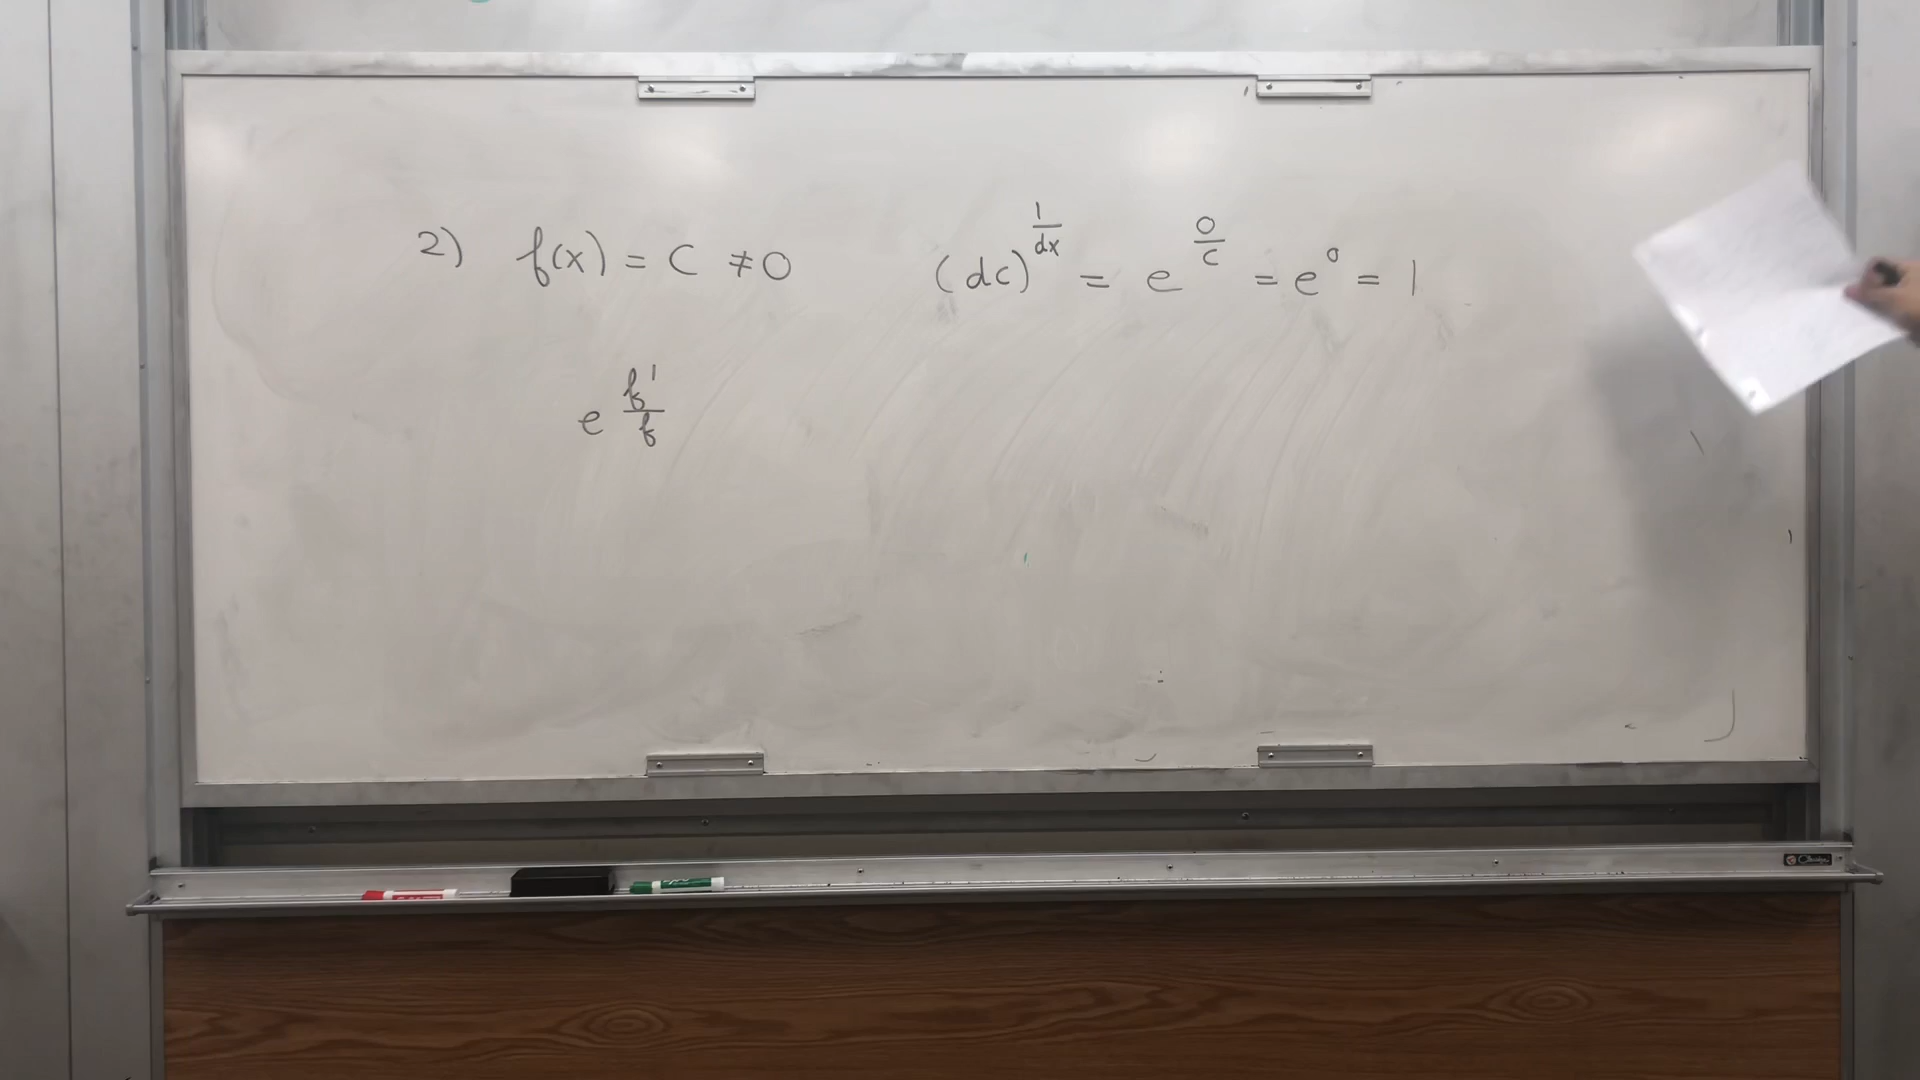 2) f(x) = C ≠ 0 (dc)^{1/dx} = e^{0/c} = e^0 = 1
e^{f'/f}